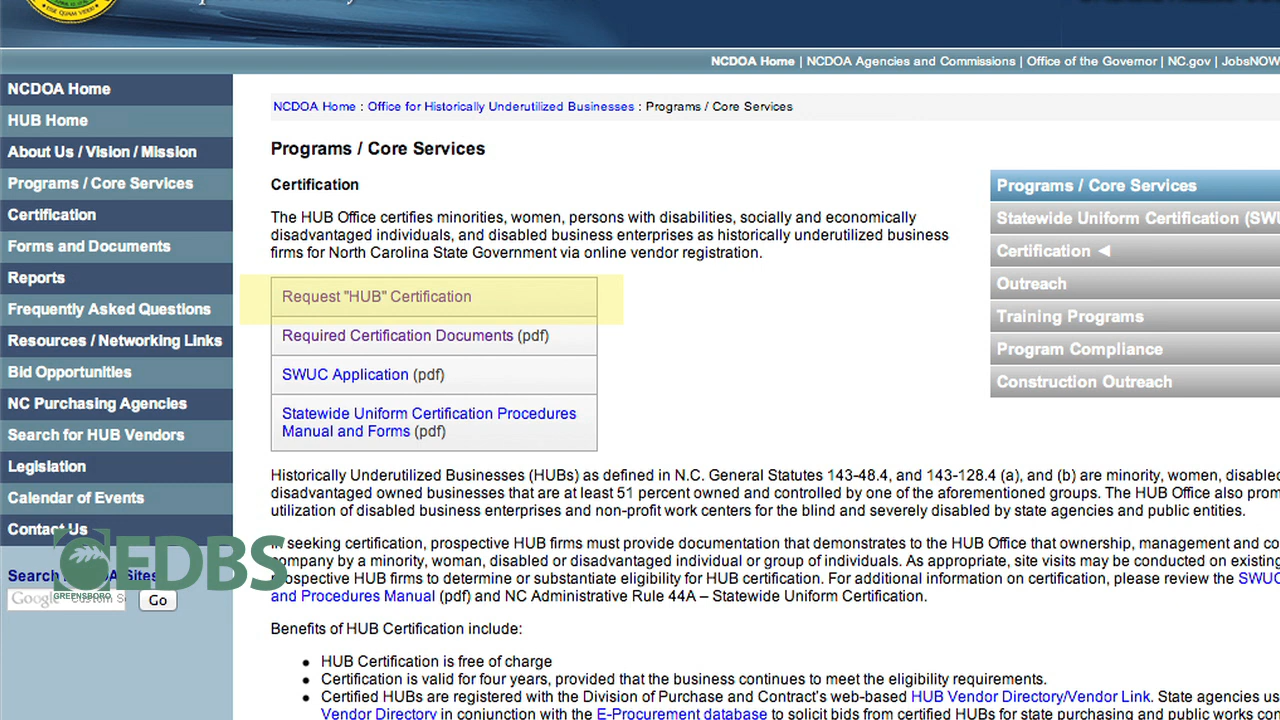 NCDOA Home | NCDOA Agencies and Commissions | Office of the Governor | NC.gov | JobsNOW
NCDOA Home
HUB Home
About Us / Vision / Mission
Programs / Core Services
Certification
Forms and Documents
Reports
Frequently Asked Questions
Resources / Networking Links
Bid Opportunities
NC Purchasing Agencies
Search for HUB Vendors
Legislation
Calendar of Events
Contact Us
Search
Sites
Google
Go
EDBS
GREENSBORO
NCDOA Home : Office for Historically Underutilized Businesses : Programs / Core Services
Programs / Core Services
Certification
The HUB Office certifies minorities, women, persons with disabilities, socially and economically
disadvantaged individuals, and disabled business enterprises as historically underutilized business
firms for North Carolina State Government via online vendor registration.
Request "HUB" Certification
Required Certification Documents (pdf)
SWUC Application (pdf)
Statewide Uniform Certification Procedures
Manual and Forms (pdf)
Programs / Core Services
Statewide Uniform Certification
Certification ◄
Outreach
Training Programs
Program Compliance
Construction Outreach
Historically Underutilized Businesses (HUBs) as defined in N.C. General Statutes 143-48.4, and 143-128.4 (a), and (b) are minority, women, disabled
disadvantaged owned businesses that are at least 51 percent owned and controlled by one of the aforementioned groups. The HUB Office also
utilization of disabled business enterprises and non-profit work centers for the blind and severely disabled by state agencies and public entities.
In seeking certification, prospective HUB firms must provide documentation that demonstrates to the HUB Office that ownership, management and
company by a minority, woman, disabled or disadvantaged individual or group of individuals. As appropriate, site visits may be conducted on existing
prospective HUB firms to determine or substantiate eligibility for HUB certification. For additional information on certification, please review the SWUC
and Procedures Manual (pdf) and NC Administrative Rule 44A – Statewide Uniform Certification.
Benefits of HUB Certification include:
• HUB Certification is free of charge
• Certification is valid for four years, provided that the business continues to meet the eligibility requirements.
• Certified HUBs are registered with the Division of Purchase and Contract's web-based HUB Vendor Directory/Vendor Link. State agencies
Vendor Directory in conjunction with the E-Procurement database to solicit bids from certified HUBs for state purchasing and public works